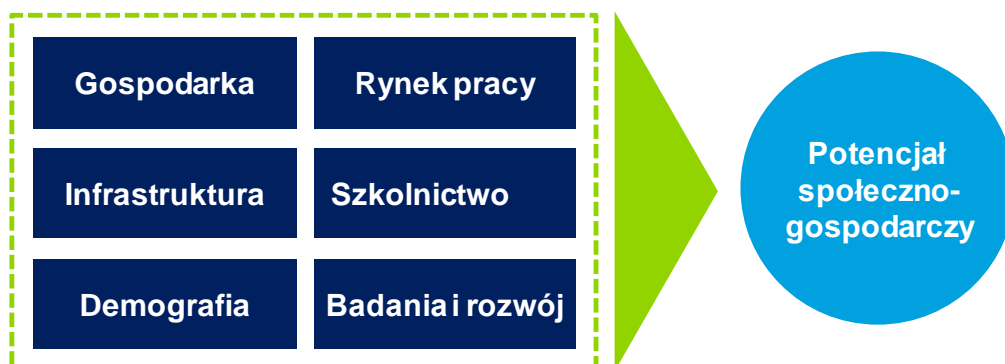 Gospodarka
Rynek pracy
Infrastruktura
Szkolnictwo
Demografia
Badania i rozwój
Potencjał
społeczno-
gospodarczy